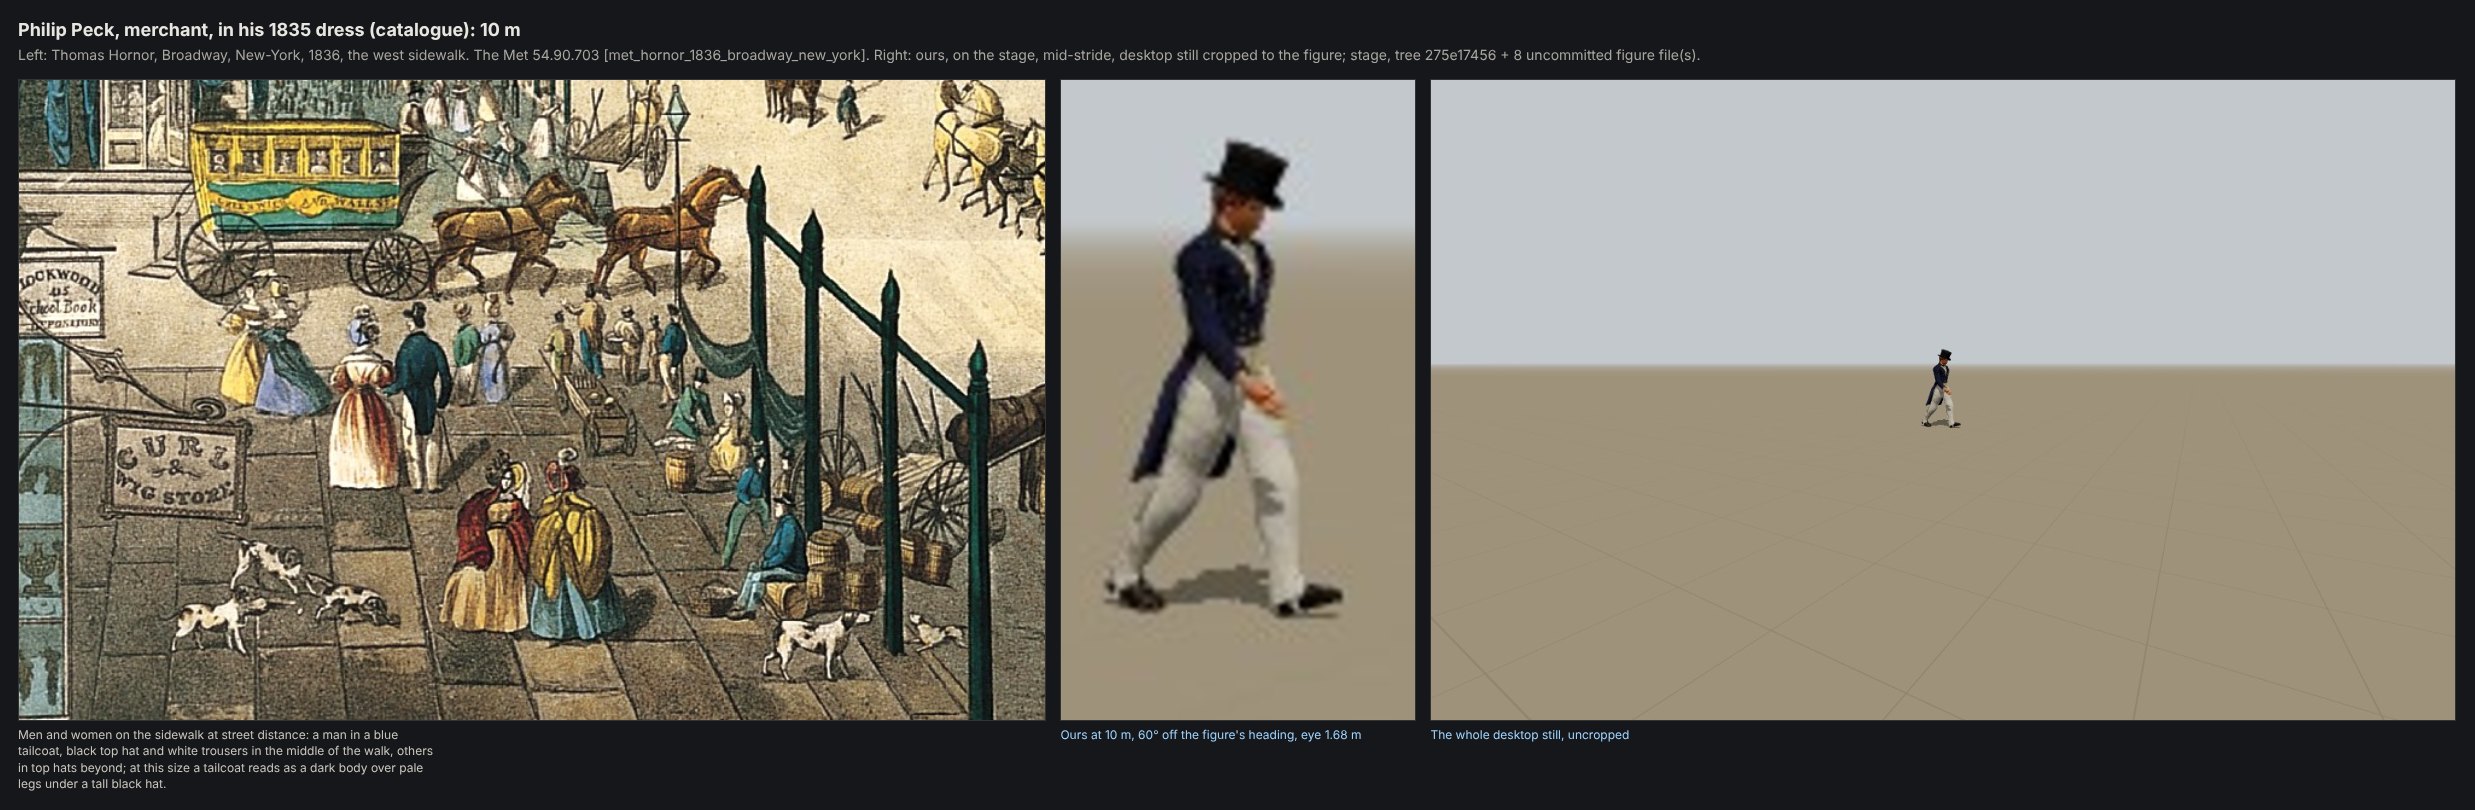 Philip Peck, merchant, in his 1835 dress (catalogue): 10 m
Left: Thomas Hornor, Broadway, New-York, 1836, the west sidewalk. The Met 54.90.703 [met_hornor_1836_broadway_new_york]. Right: ours, on the stage, mid-stride, desktop still cropped to the figure; stage, tree 275e17456 + 8 uncommitted figure file(s).
AND WALL S
OCKWOOD
School Book
DEPOSITORY
CURL
&
WIG STORE
Men and women on the sidewalk at street distance: a man in a blue
tailcoat, black top hat and white trousers in the middle of the walk, others
in top hats beyond; at this size a tailcoat reads as a dark body over pale
legs under a tall black hat.
Ours at 10 m, 60° off the figure's heading, eye 1.68 m
The whole desktop still, uncropped